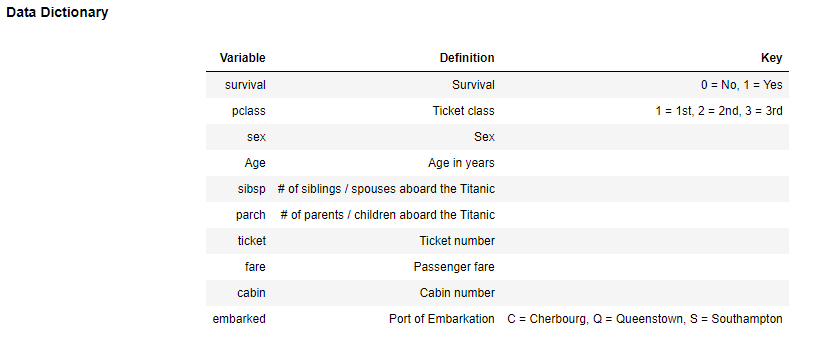 Data Dictionary
Variable Definition Key
survival Survival 0 = No, 1 = Yes
pclass Ticket class 1 = 1st, 2 = 2nd, 3 = 3rd
sex Sex
Age Age in years
sibsp # of siblings / spouses aboard the Titanic
parch # of parents / children aboard the Titanic
ticket Ticket number
fare Passenger fare
cabin Cabin number
embarked Port of Embarkation C = Cherbourg, Q = Queenstown, S = Southampton